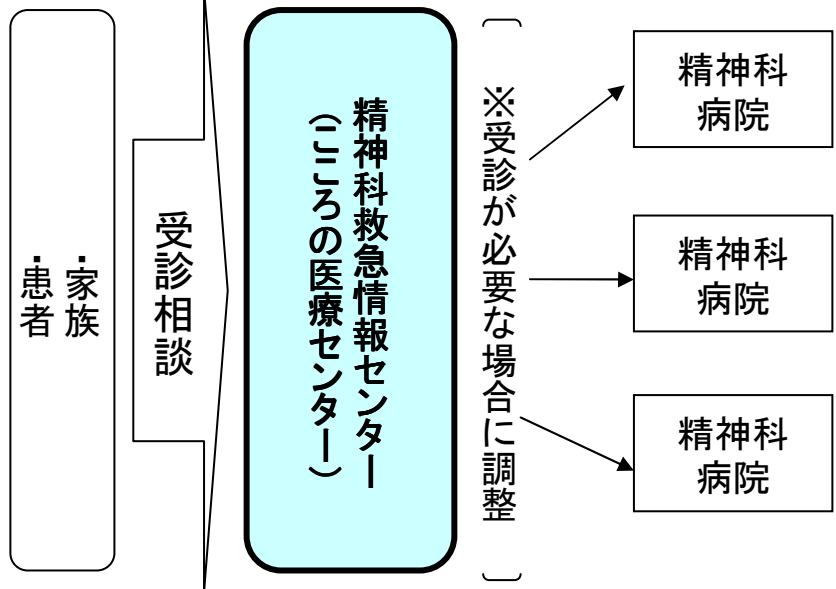 ・家族
・患者
受診相談
精神科救急情報センター
（こころの医療センター）
※受診が必要な場合に調整
精神科
病院
精神科
病院
精神科
病院